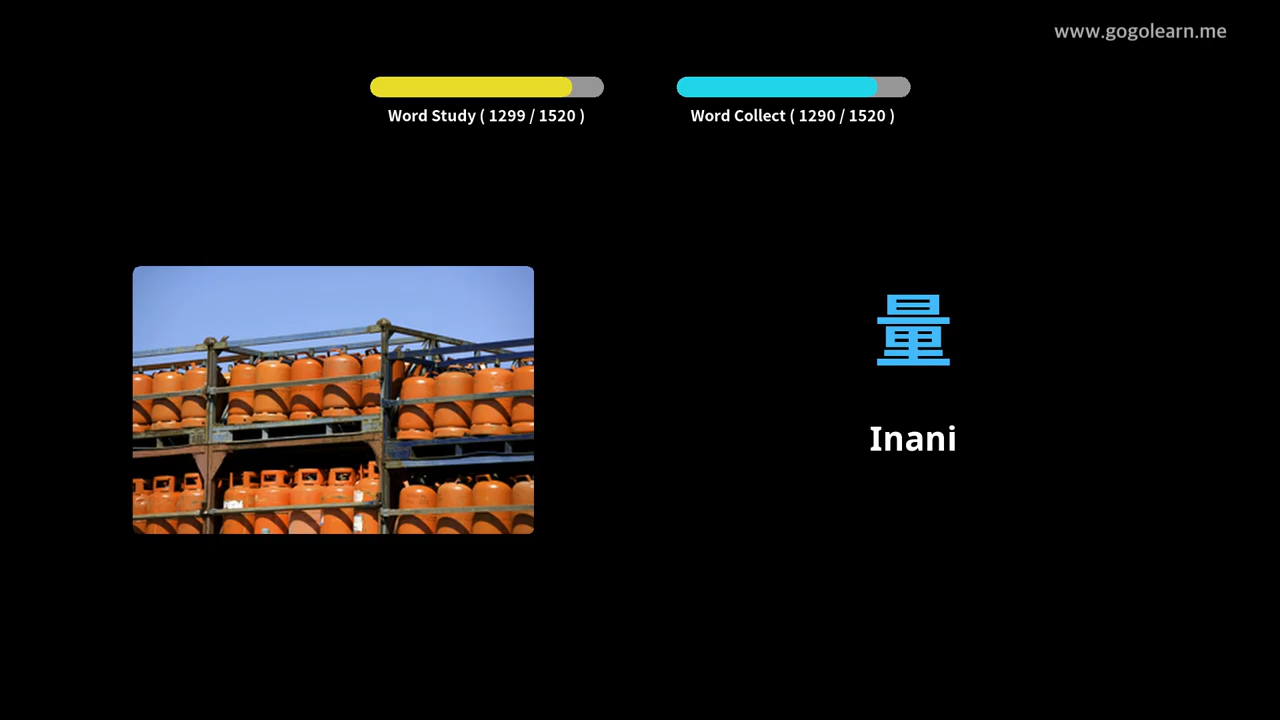 www.gogolearn.me
Word Study ( 1299 / 1520 )
Word Collect ( 1290 / 1520 )
量
Inani